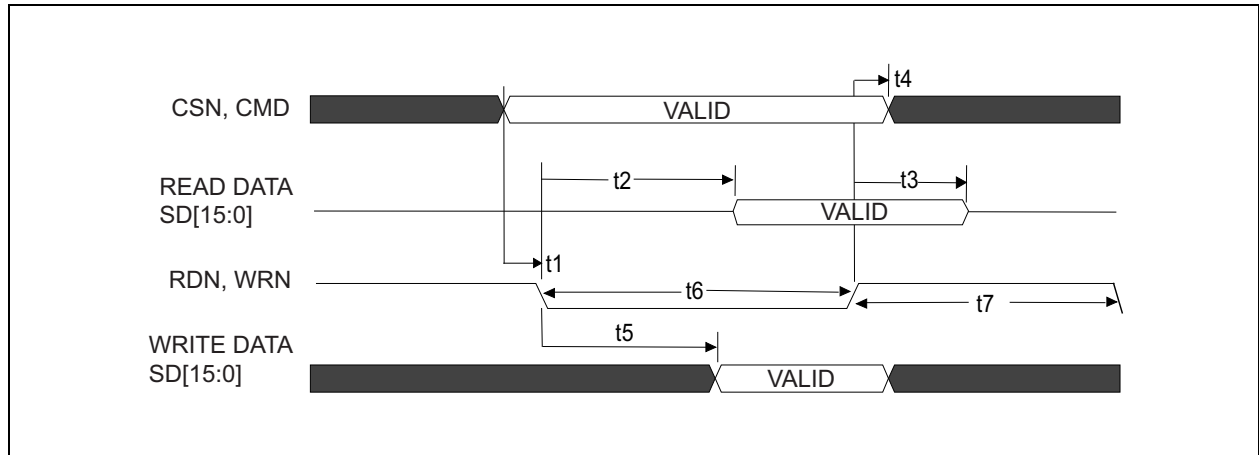 t4
CSN, CMD
VALID
t2
t3
READ DATA
SD[15:0]
VALID
t1
RDN, WRN
t6
t7
t5
WRITE DATA
SD[15:0]
VALID